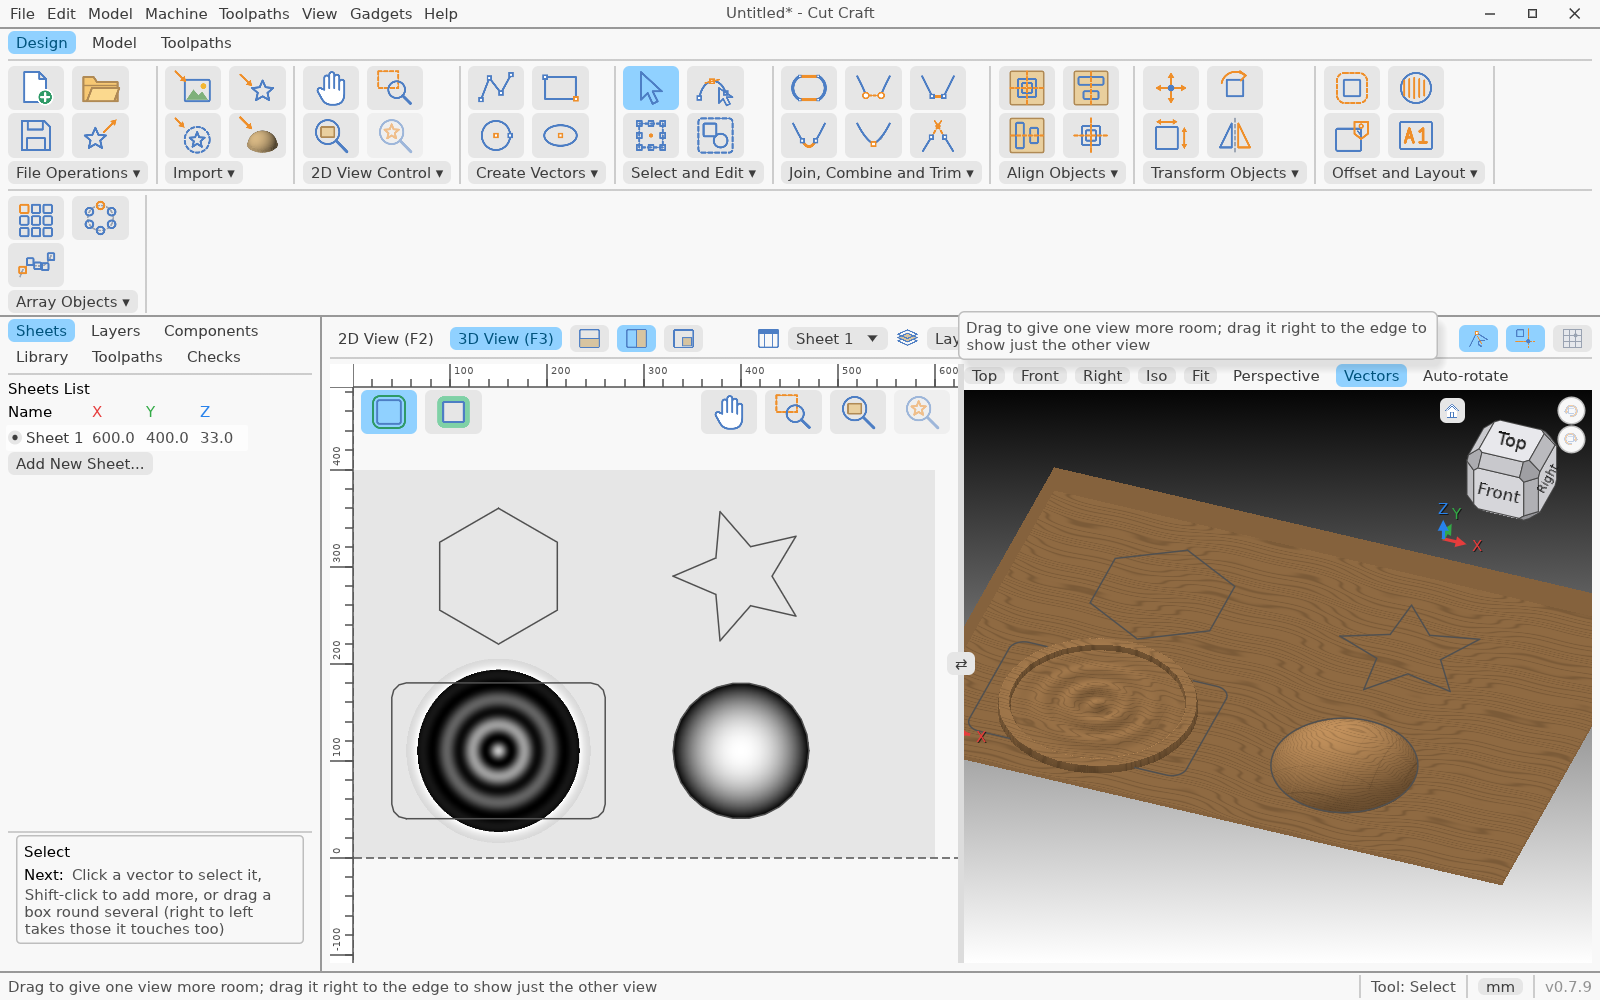 File Edit Model Machine Toolpaths View Gadgets Help
Untitled* - Cut Craft
Design Model Toolpaths
File Operations ▾
Import ▾
2D View Control ▾
Create Vectors ▾
Select and Edit ▾
Join, Combine and Trim ▾
Align Objects ▾
Transform Objects ▾
A1
Offset and Layout ▾
Array Objects ▾
Sheets Layers Components
Library Toolpaths Checks
Sheets List
Name X Y Z
Sheet 1 600.0 400.0 33.0
Add New Sheet...
Select
Next: Click a vector to select it,
Shift-click to add more, or drag a
box round several (right to left
takes those it touches too)
2D View (F2) 3D View (F3)
Sheet 1
Lay
Drag to give one view more room; drag it right to the edge to
show just the other view
100 200 300 400 500 600
400
300
200
100
0
-100
Top Front Right Iso Fit Perspective Vectors Auto-rotate
Top
Front
Right
Z
Y
X
X
Drag to give one view more room; drag it right to the edge to show just the other view
Tool: Select
mm
v0.7.9